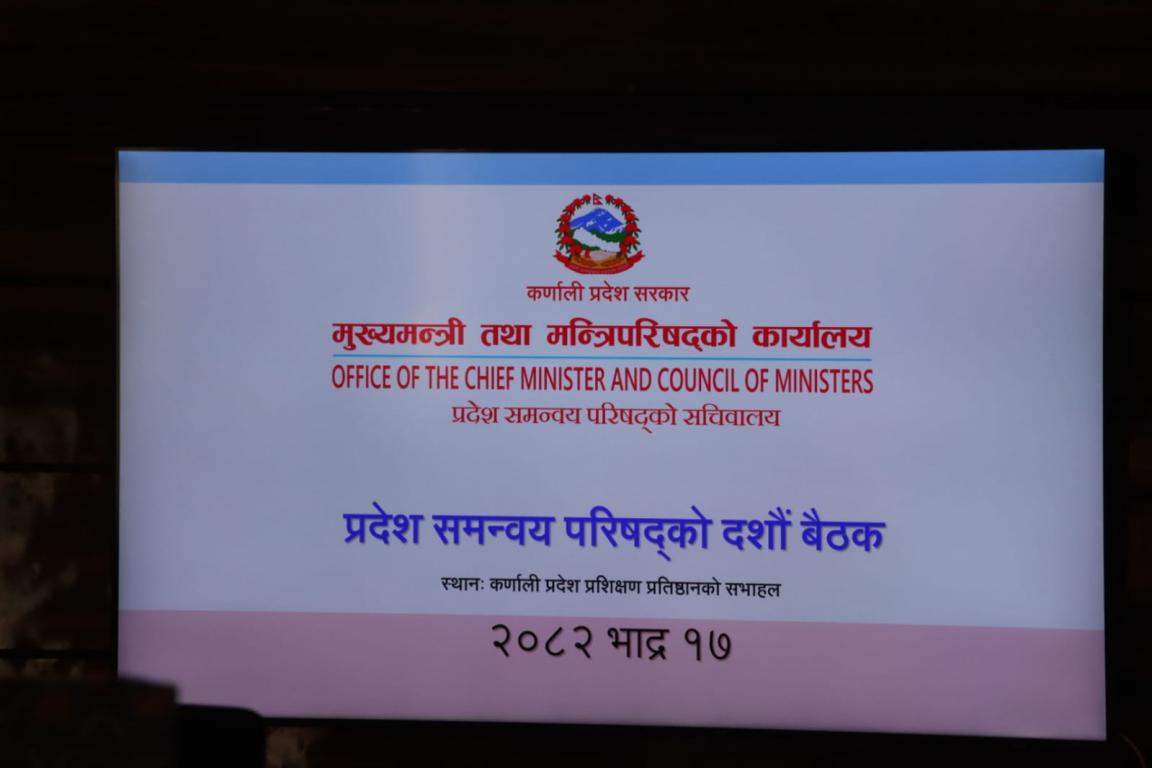 कर्णाली प्रदेश सरकार
मुख्यमन्त्री तथा मन्त्रिपरिषद्को कार्यालय
OFFICE OF THE CHIEF MINISTER AND COUNCIL OF MINISTERS
प्रदेश समन्वय परिषद्को सचिवालय
प्रदेश समन्वय परिषद्को दशौं बैठक
स्थानः कर्णाली प्रदेश प्रशिक्षण प्रतिष्ठानको सभाहल
२०८२ भाद्र १७